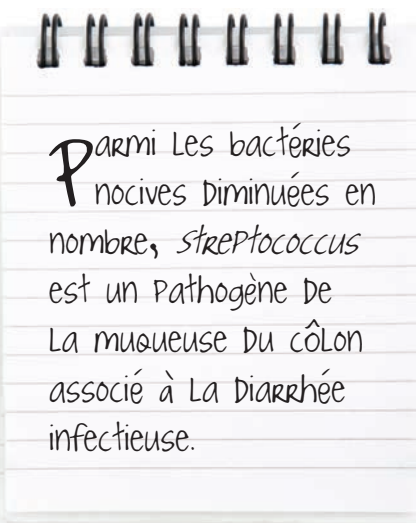 Parmi les bactéries
nocives diminuées en
nombre, Streptococcus
est un pathogène de
la muqueuse du côlon
associé à la diarrhée
infectieuse.